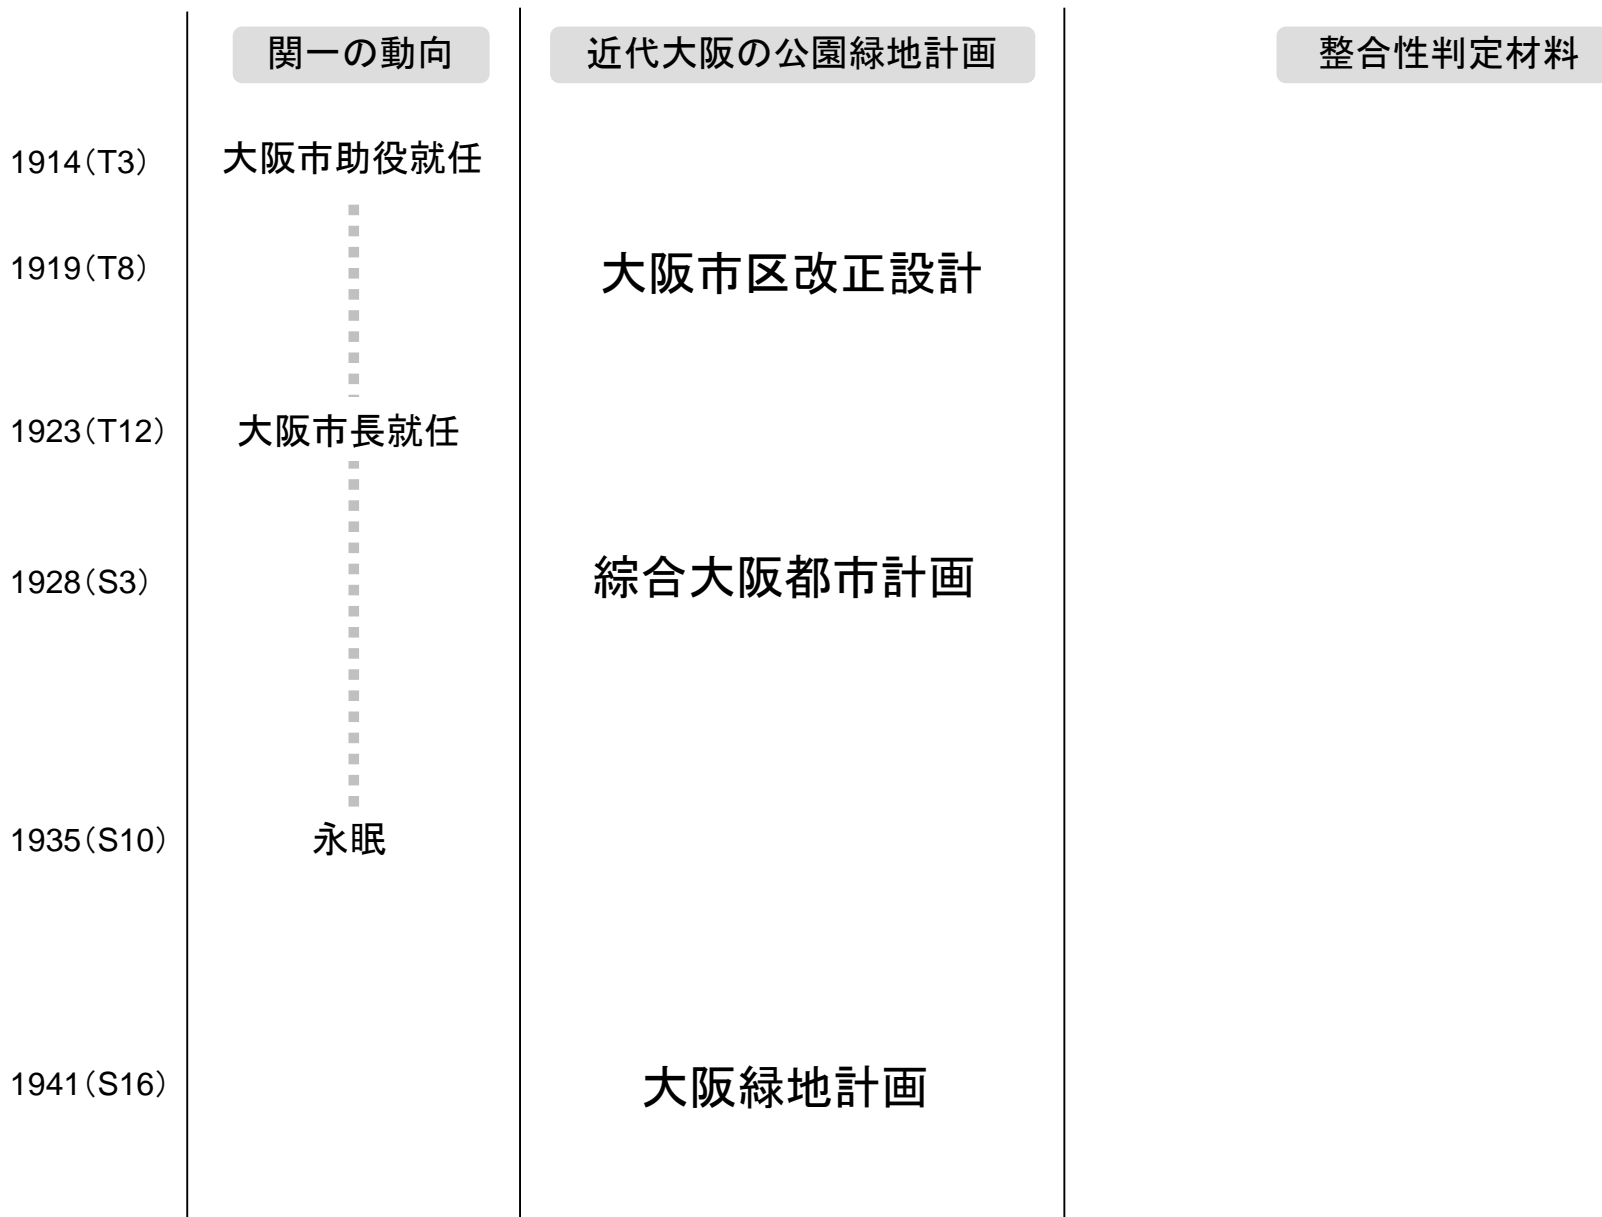 関一の動向 近代大阪の公園緑地計画 整合性判定材料
1914(T3) 大阪市助役就任
1919(T8) 大阪市区改正設計
1923(T12) 大阪市長就任
1928(S3) 綜合大阪都市計画
1935(S10) 永眠
1941(S16) 大阪緑地計画